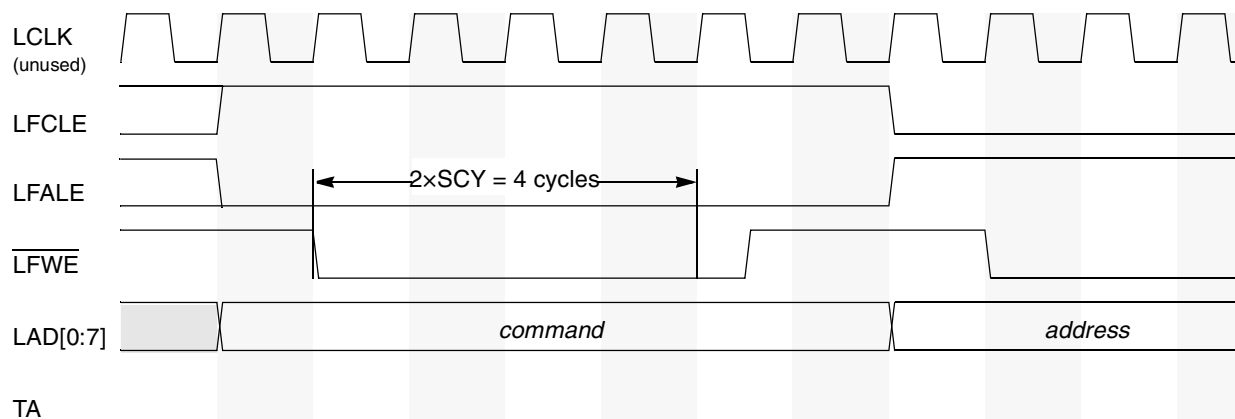 LCLK
(unused)
LFCLE
LFALE
2×SCY = 4 cycles
LFWE
LAD[0:7]
command
address
TA